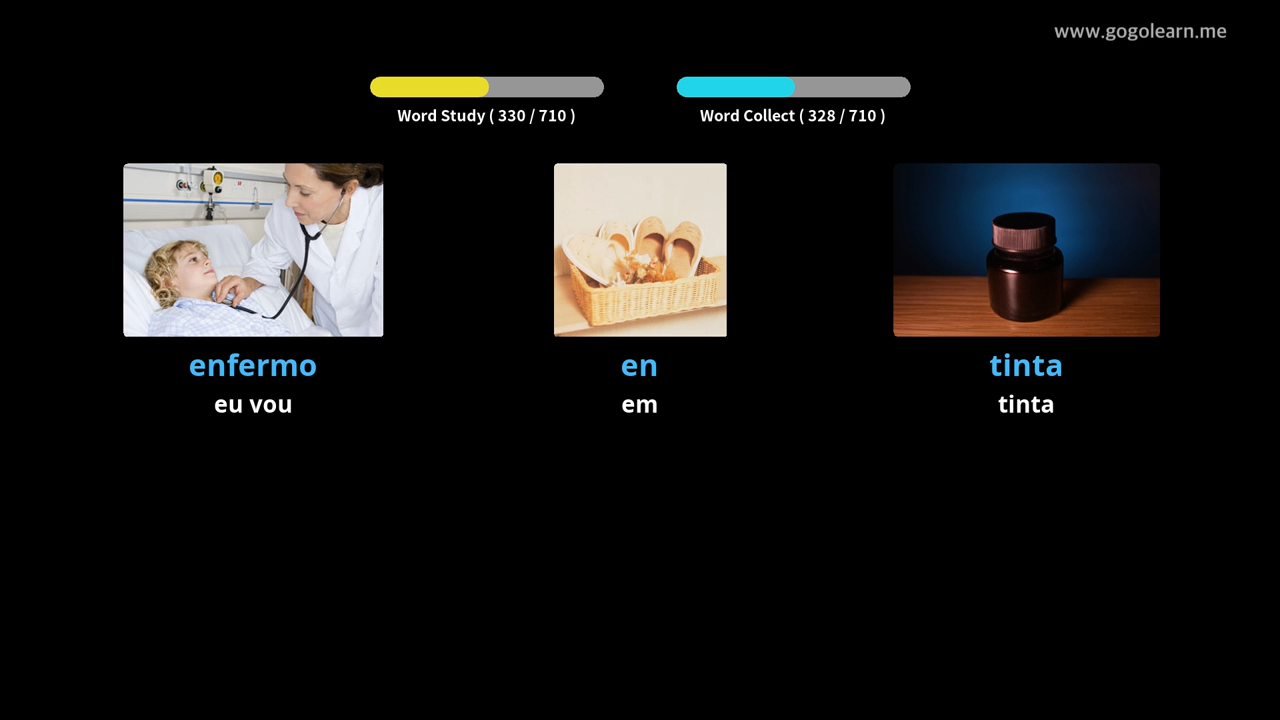 www.gogolearn.me
Word Study ( 330 / 710 )
Word Collect ( 328 / 710 )
enfermo
eu vou
en
em
tinta
tinta